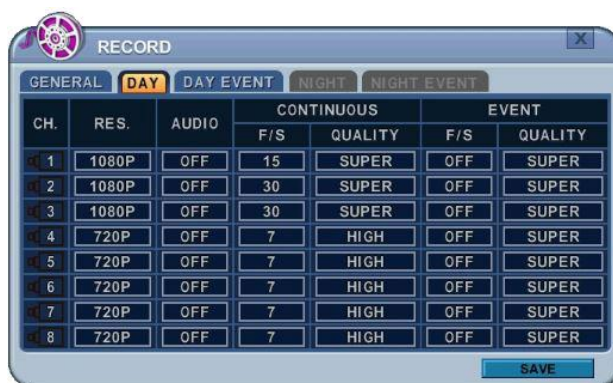 RECORD X
GENERAL DAY DAY EVENT NIGHT NIGHT EVENT
CH. RES. AUDIO CONTINUOUS EVENT
F/S QUALITY F/S QUALITY
1 1080P OFF 15 SUPER OFF SUPER
2 1080P OFF 30 SUPER OFF SUPER
3 1080P OFF 30 SUPER OFF SUPER
4 720P OFF 7 HIGH OFF SUPER
5 720P OFF 7 HIGH OFF SUPER
6 720P OFF 7 HIGH OFF SUPER
7 720P OFF 7 HIGH OFF SUPER
8 720P OFF 7 HIGH OFF SUPER
SAVE